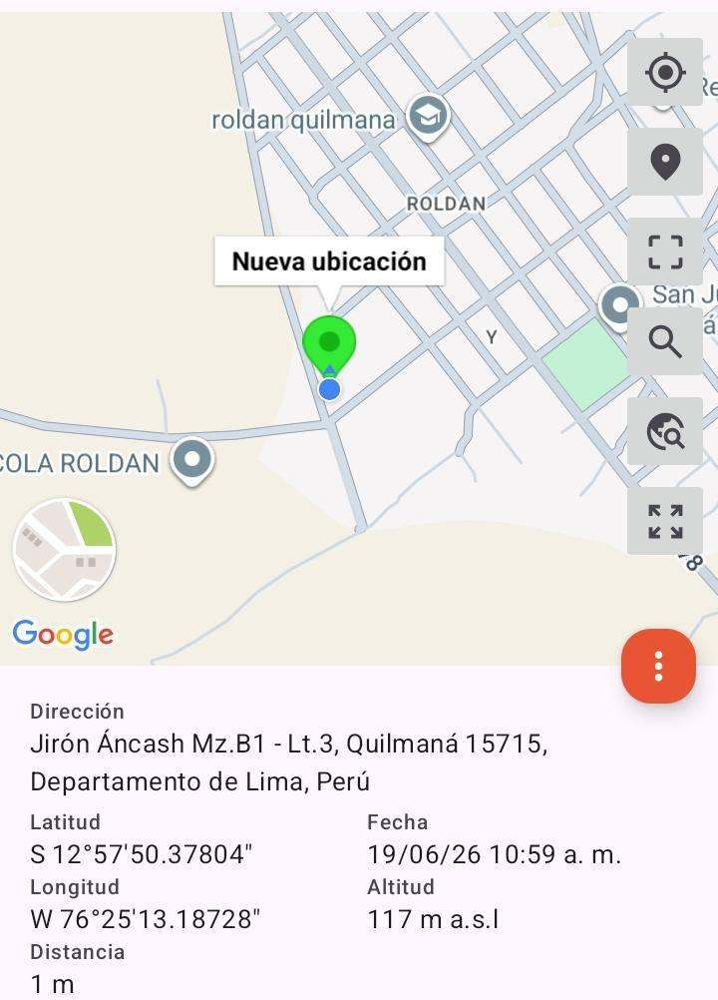 roldan quilmana
ROLDAN
Nueva ubicación
San Ju
Y
COLA ROLDAN
Google
Dirección
Jirón Áncash Mz.B1 - Lt.3, Quilmaná 15715,
Departamento de Lima, Perú
Latitud
S 12°57'50.37804"
Fecha
19/06/26 10:59 a. m.
Longitud
W 76°25'13.18728"
Altitud
117 m a.s.l
Distancia
1 m